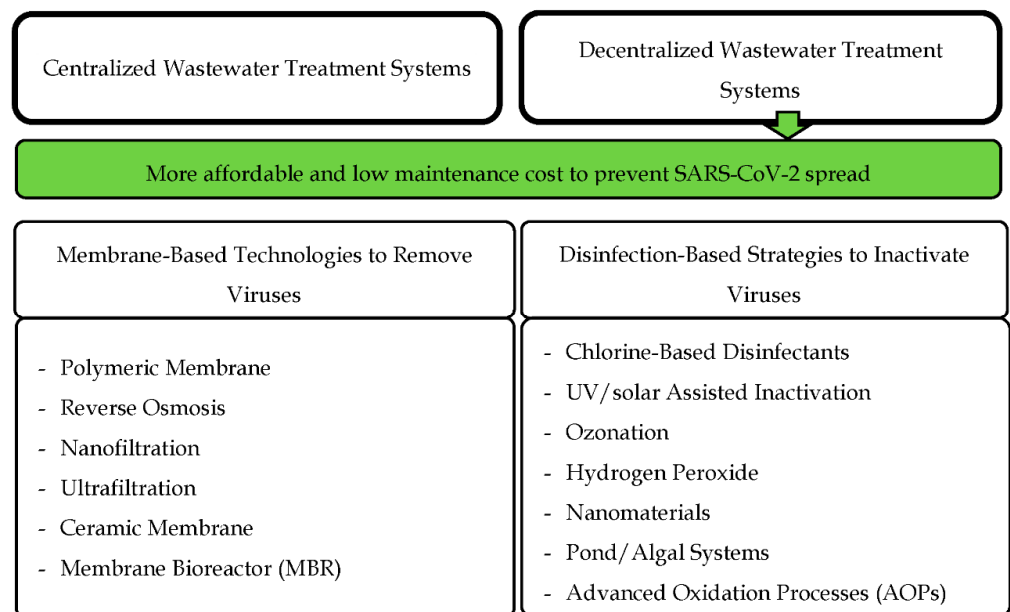 Centralized Wastewater Treatment Systems
Decentralized Wastewater Treatment
Systems
More affordable and low maintenance cost to prevent SARS-CoV-2 spread
Membrane-Based Technologies to Remove
Viruses
- Polymeric Membrane
- Reverse Osmosis
- Nanofiltration
- Ultrafiltration
- Ceramic Membrane
- Membrane Bioreactor (MBR)
Disinfection-Based Strategies to Inactivate
Viruses
- Chlorine-Based Disinfectants
- UV/solar Assisted Inactivation
- Ozonation
- Hydrogen Peroxide
- Nanomaterials
- Pond/Algal Systems
- Advanced Oxidation Processes (AOPs)